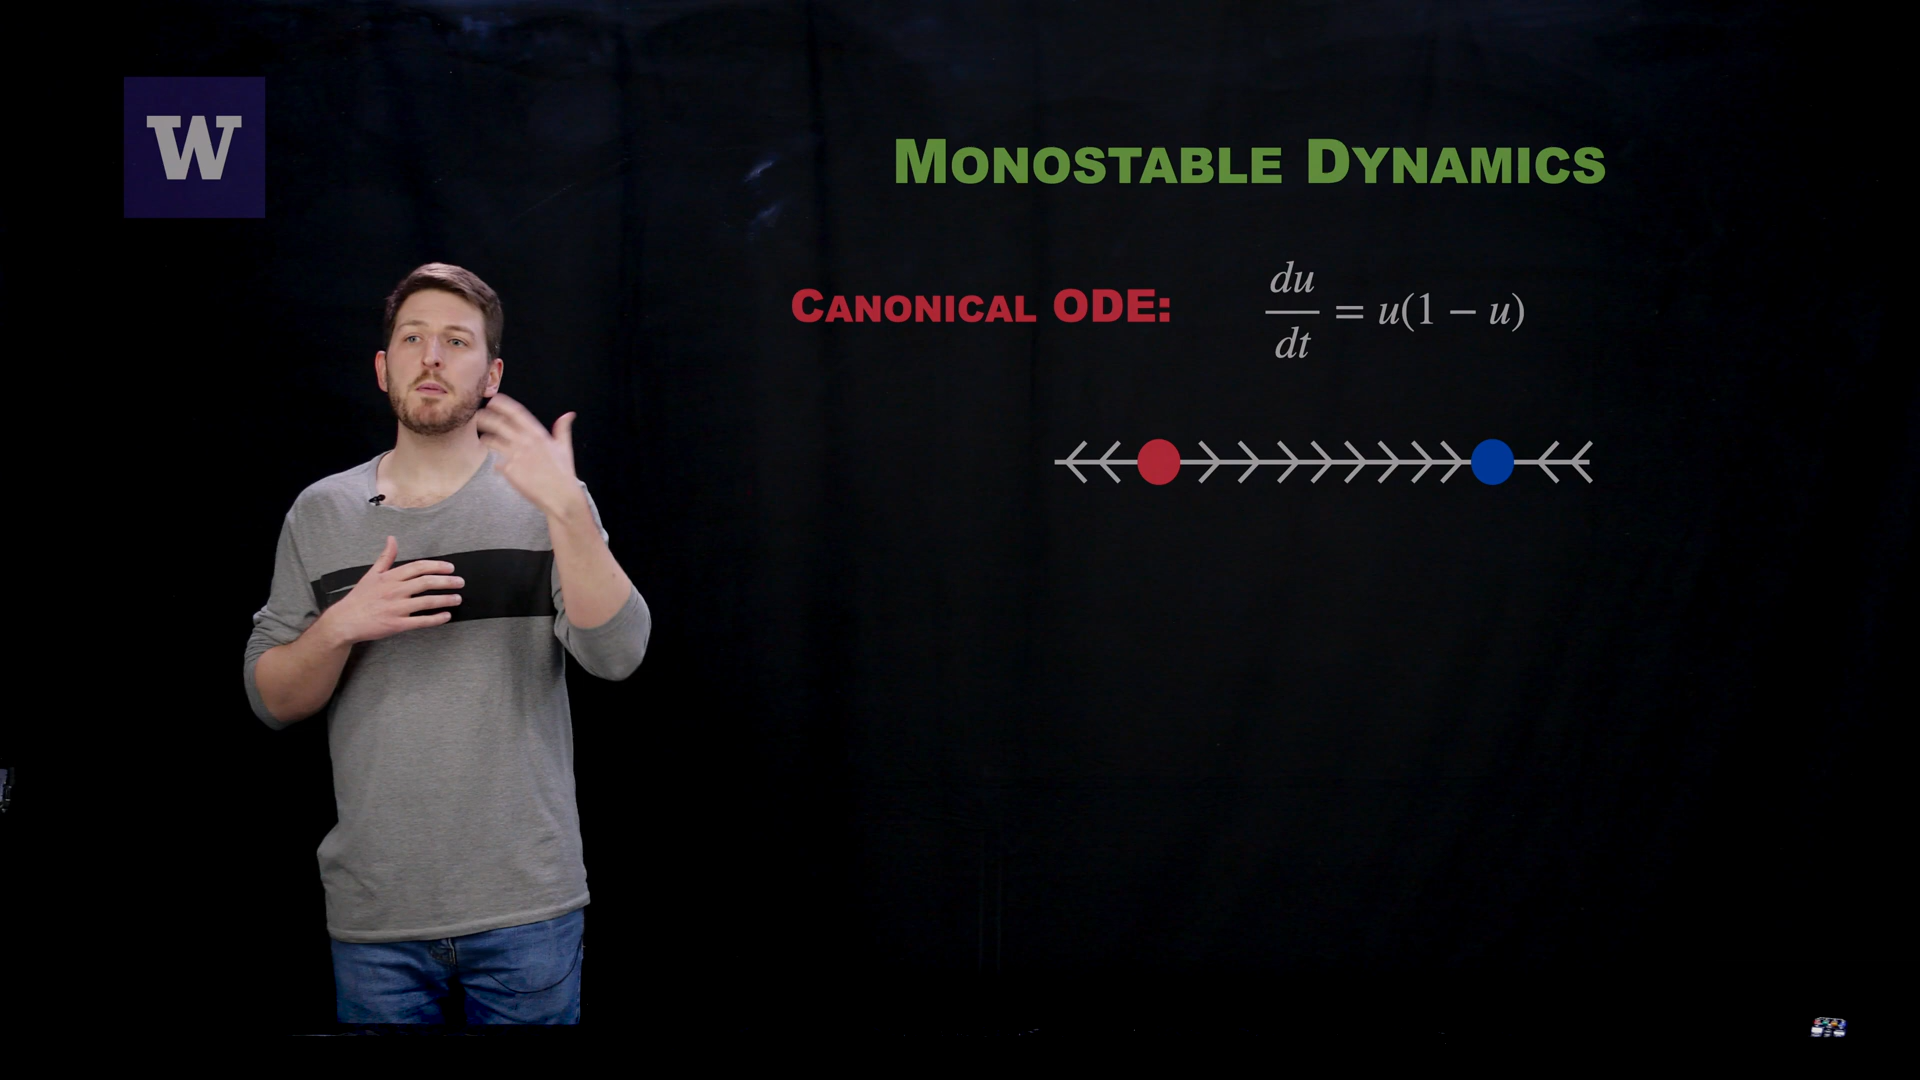 W
MONOSTABLE DYNAMICS
CANONICAL ODE: du/dt = u(1 − u)